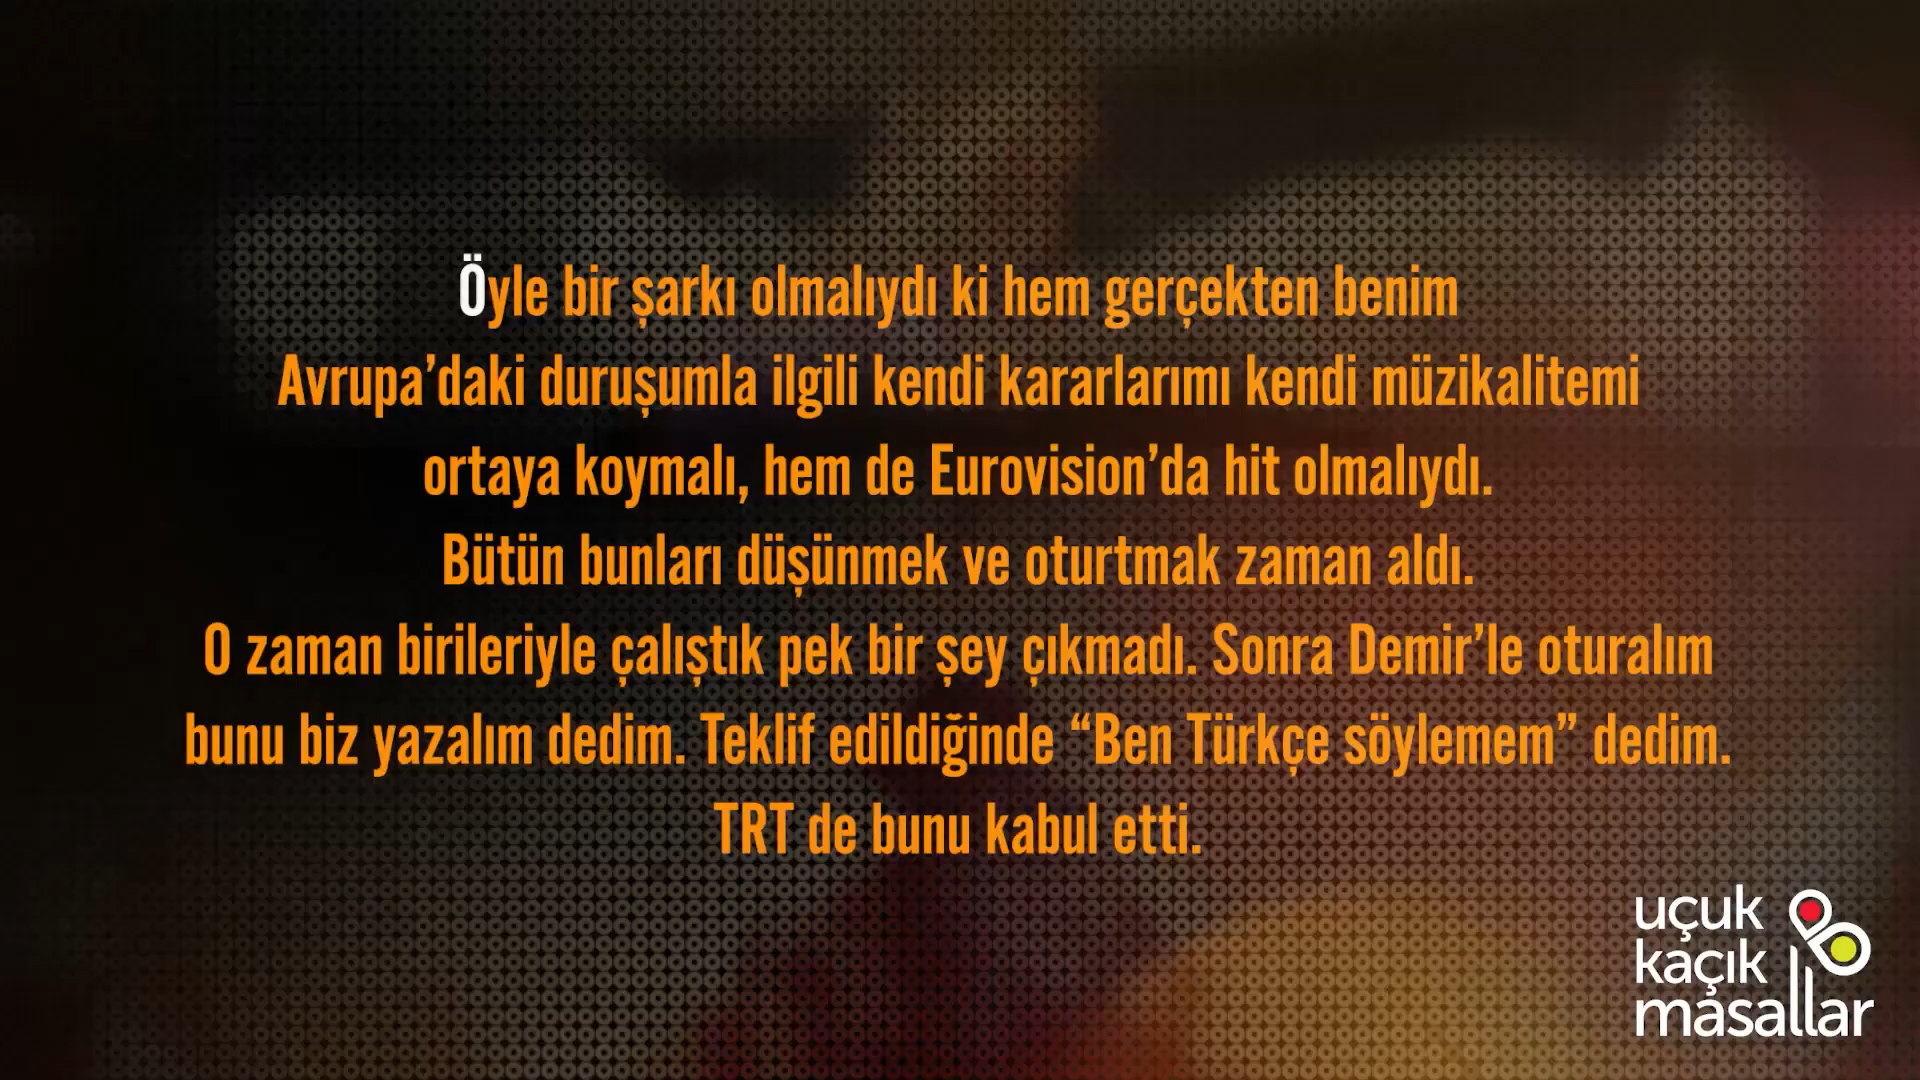 Öyle bir şarkı olmalıydı ki hem gerçekten benim
Avrupa’daki duruşumla ilgili kendi kararlarımı kendi müzikalitemi
ortaya koymalı, hem de Eurovision’da hit olmalıydı.
Bütün bunları düşünmek ve oturtmak zaman aldı.
O zaman birileriyle çalıştık pek bir şey çıkmadı. Sonra Demir’le oturalım
bunu biz yazalım dedim. Teklif edildiğinde “Ben Türkçe söylemem” dedim.
TRT de bunu kabul etti.
uçuk
kaçık
masallar